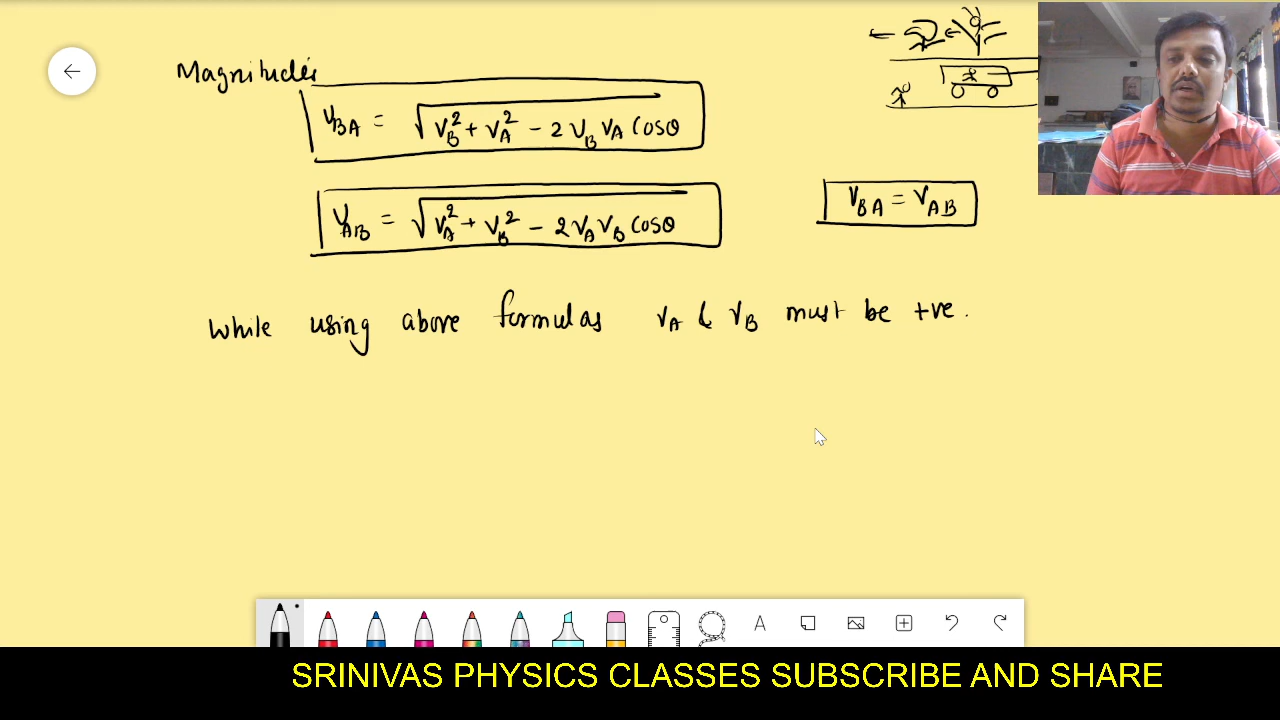 Magnitudes
V_BA = √(V_B² + V_A² - 2 V_B V_A Cosθ)
V_AB = √(V_A² + V_B² - 2 V_A V_B Cosθ)
V_BA = V_AB
While using above formulas V_A & V_B must be +ve.
A
SRINIVAS PHYSICS CLASSES SUBSCRIBE AND SHARE